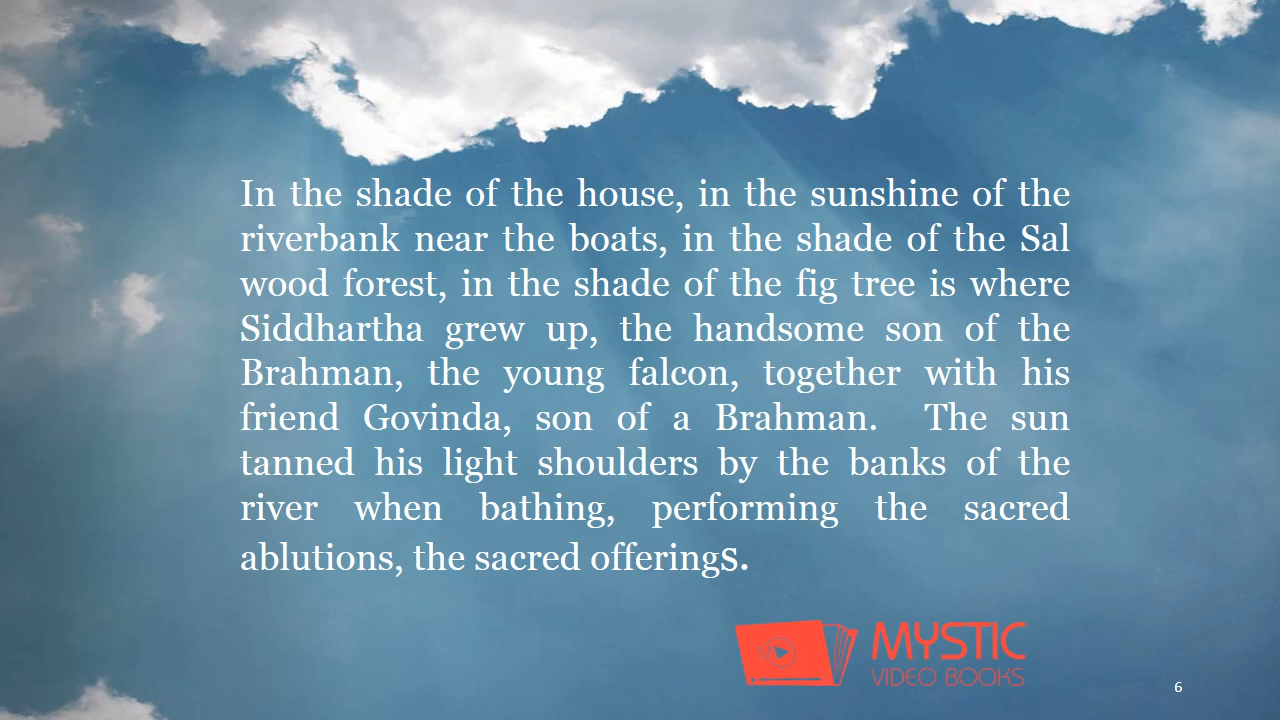 In the shade of the house, in the sunshine of the
riverbank near the boats, in the shade of the Sal
wood forest, in the shade of the fig tree is where
Siddhartha grew up, the handsome son of the
Brahman, the young falcon, together with his
friend Govinda, son of a Brahman.  The sun
tanned his light shoulders by the banks of the
river when bathing, performing the sacred
ablutions, the sacred offerings.
MYSTIC
VIDEO BOOKS
6